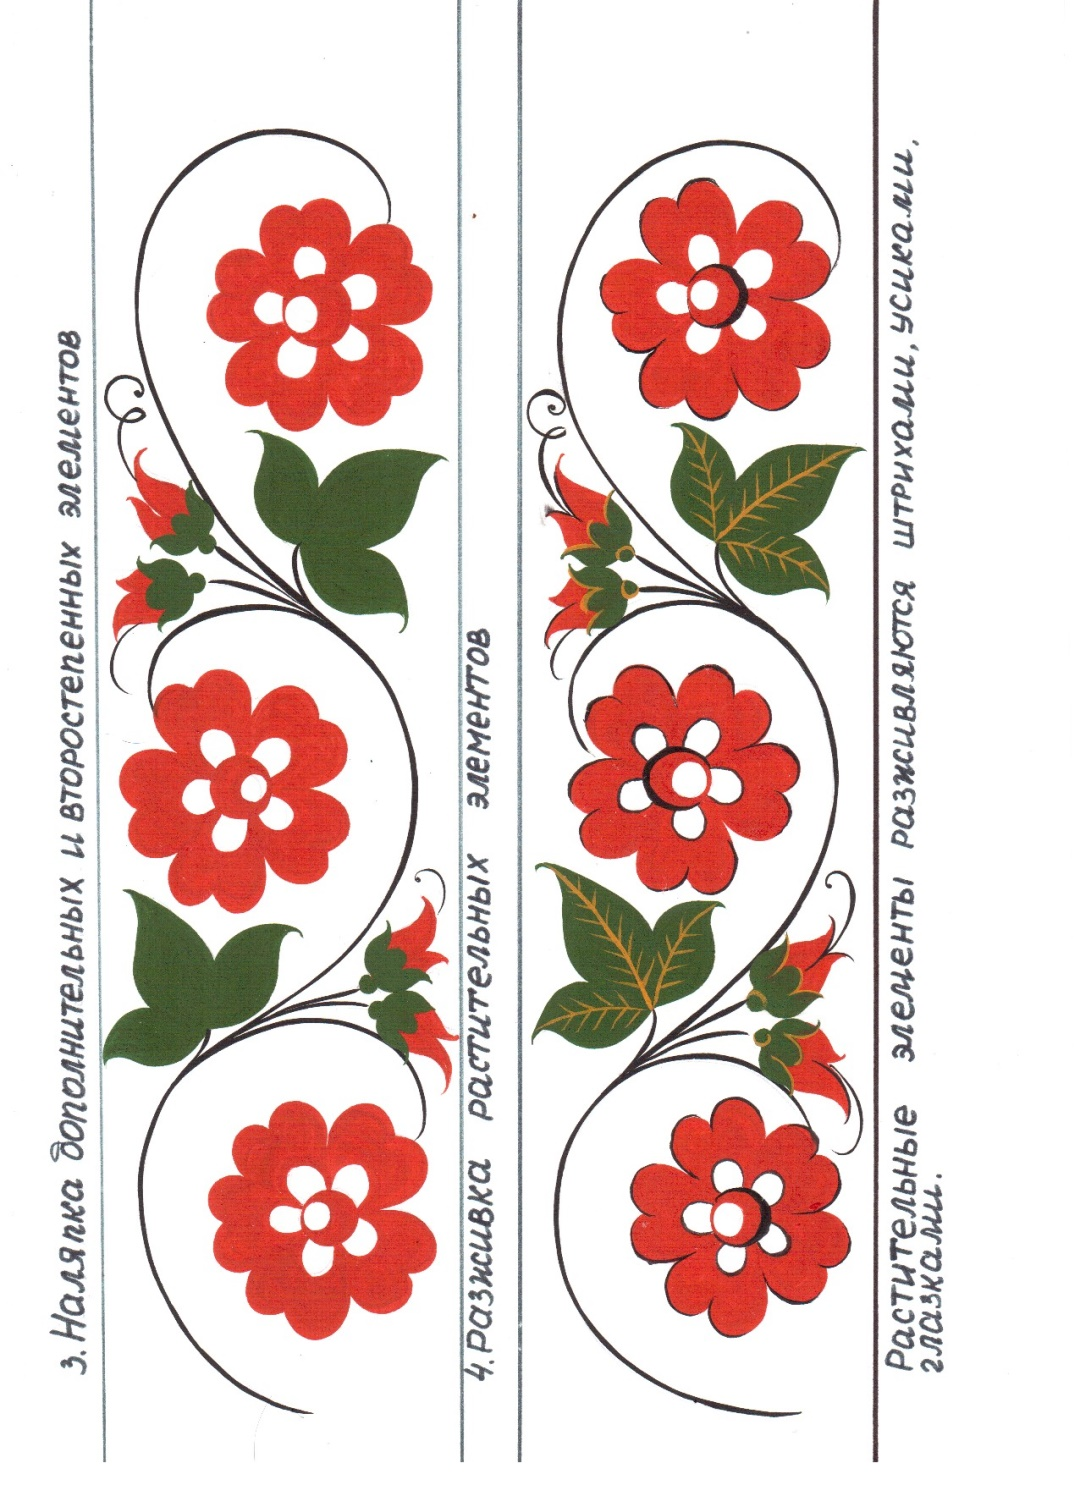 3. Наляпка дополнительных и второстепенных элементов
4. Разживка растительных элементов
Растительные элементы разживляются штрихами, усиками,
глазками.